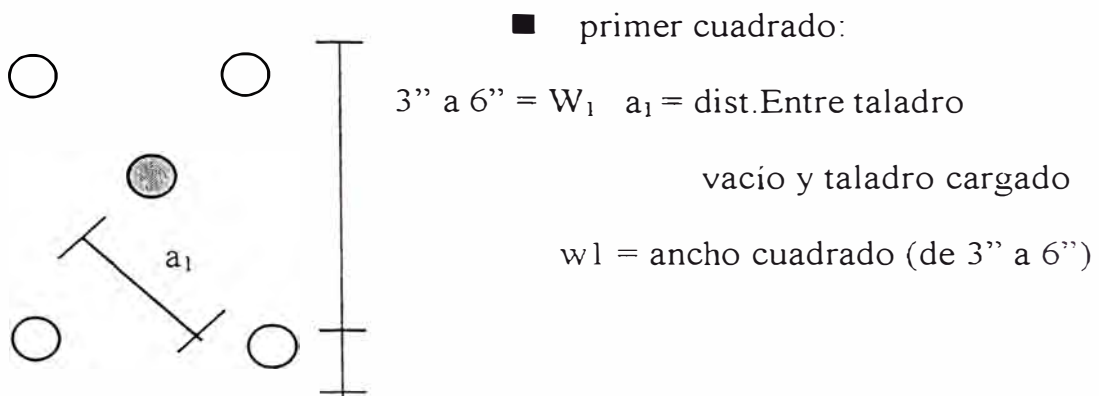 ■ primer cuadrado:
3” a 6” = W₁ a₁ = dist.Entre taladro
vacío y taladro cargado
a₁
w1 = ancho cuadrado (de 3” a 6”)